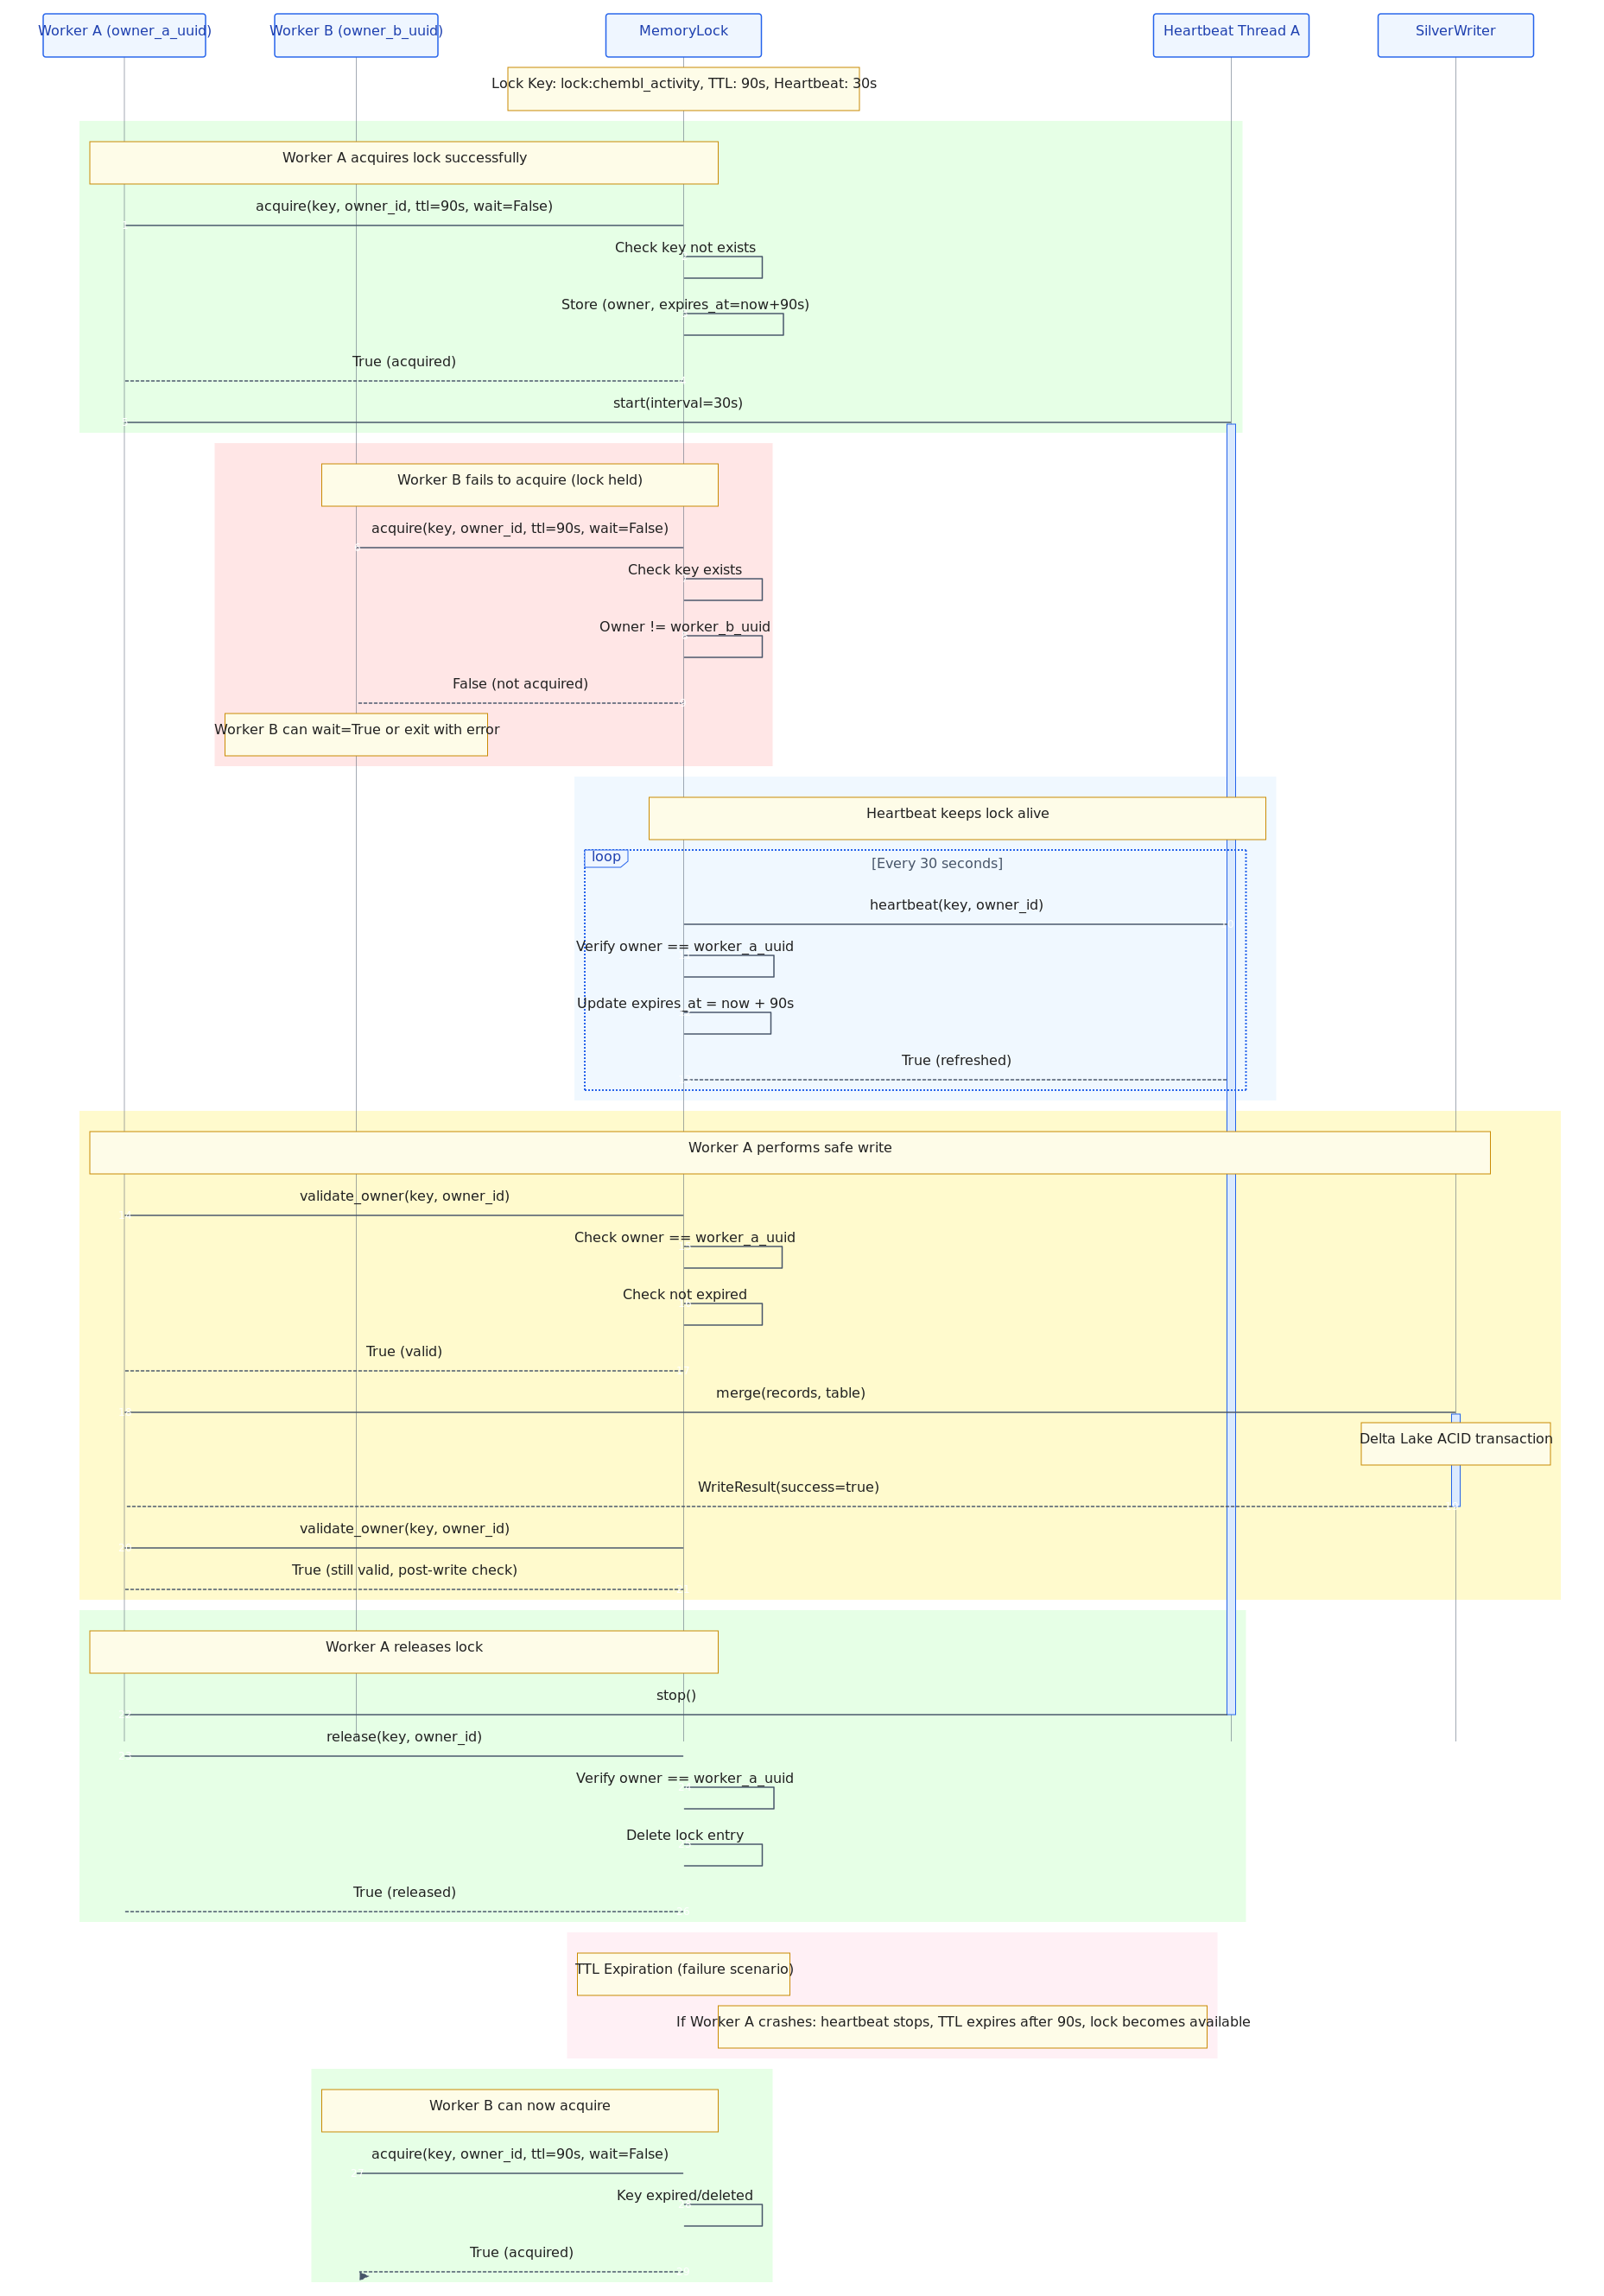 Worker A (owner_a_uuid)
Worker B (owner_b_uuid)
MemoryLock
Heartbeat Thread A
SilverWriter
Lock Key: lock:chembl_activity, TTL: 90s, Heartbeat: 30s
Worker A acquires lock successfully
acquire(key, owner_id, ttl=90s, wait=False)
Check key not exists
Store (owner, expires_at=now+90s)
True (acquired)
start(interval=30s)
Worker B fails to acquire (lock held)
acquire(key, owner_id, ttl=90s, wait=False)
Check key exists
Owner != worker_b_uuid
False (not acquired)
Worker B can wait=True or exit with error
Heartbeat keeps lock alive
loop
[Every 30 seconds]
heartbeat(key, owner_id)
Verify owner == worker_a_uuid
Update expires_at = now + 90s
True (refreshed)
Worker A performs safe write
validate_owner(key, owner_id)
Check owner == worker_a_uuid
Check not expired
True (valid)
merge(records, table)
Delta Lake ACID transaction
WriteResult(success=true)
validate_owner(key, owner_id)
True (still valid, post-write check)
Worker A releases lock
stop()
release(key, owner_id)
Verify owner == worker_a_uuid
Delete lock entry
True (released)
TTL Expiration (failure scenario)
If Worker A crashes: heartbeat stops, TTL expires after 90s, lock becomes available
Worker B can now acquire
acquire(key, owner_id, ttl=90s, wait=False)
Key expired/deleted
True (acquired)